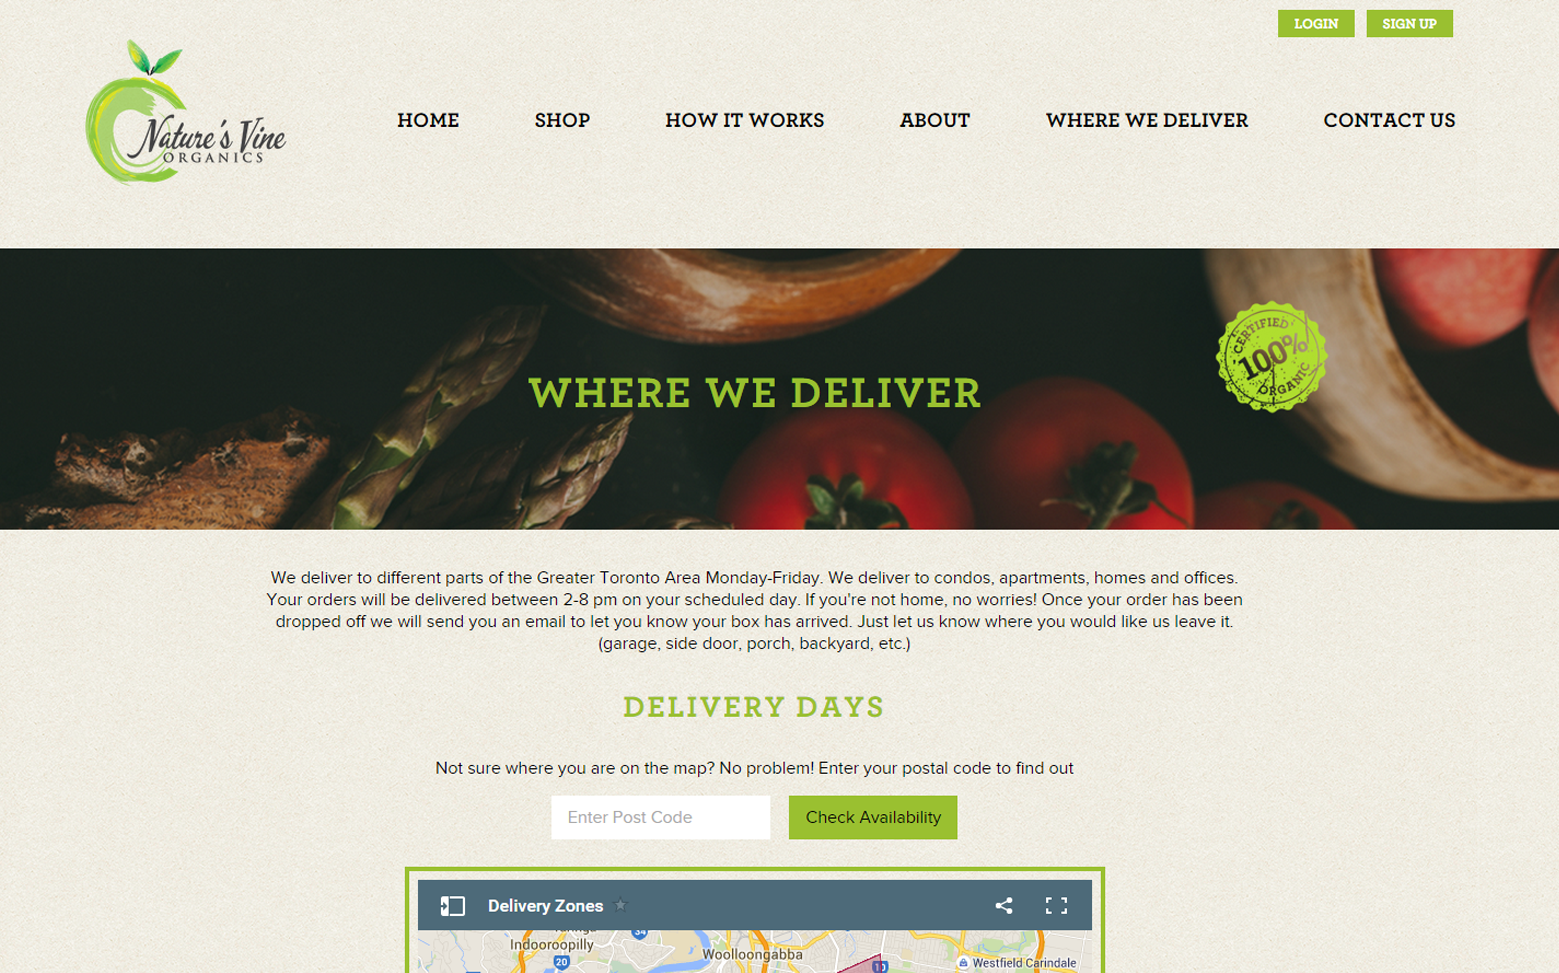 LOGIN
SIGN UP
Nature's Vine
ORGANICS
HOME
SHOP
HOW IT WORKS
ABOUT
WHERE WE DELIVER
CONTACT US
CERTIFIED
100%
ORGANIC
WHERE WE DELIVER
We deliver to different parts of the Greater Toronto Area Monday-Friday. We deliver to condos, apartments, homes and offices.
Your orders will be delivered between 2-8 pm on your scheduled day. If you're not home, no worries! Once your order has been
dropped off we will send you an email to let you know your box has arrived. Just let us know where you would like us leave it.
(garage, side door, porch, backyard, etc.)
DELIVERY DAYS
Not sure where you are on the map? No problem! Enter your postal code to find out
Enter Post Code
Check Availability
Delivery Zones
Indooroopilly
20
Woolloongabba
Westfield Carindale